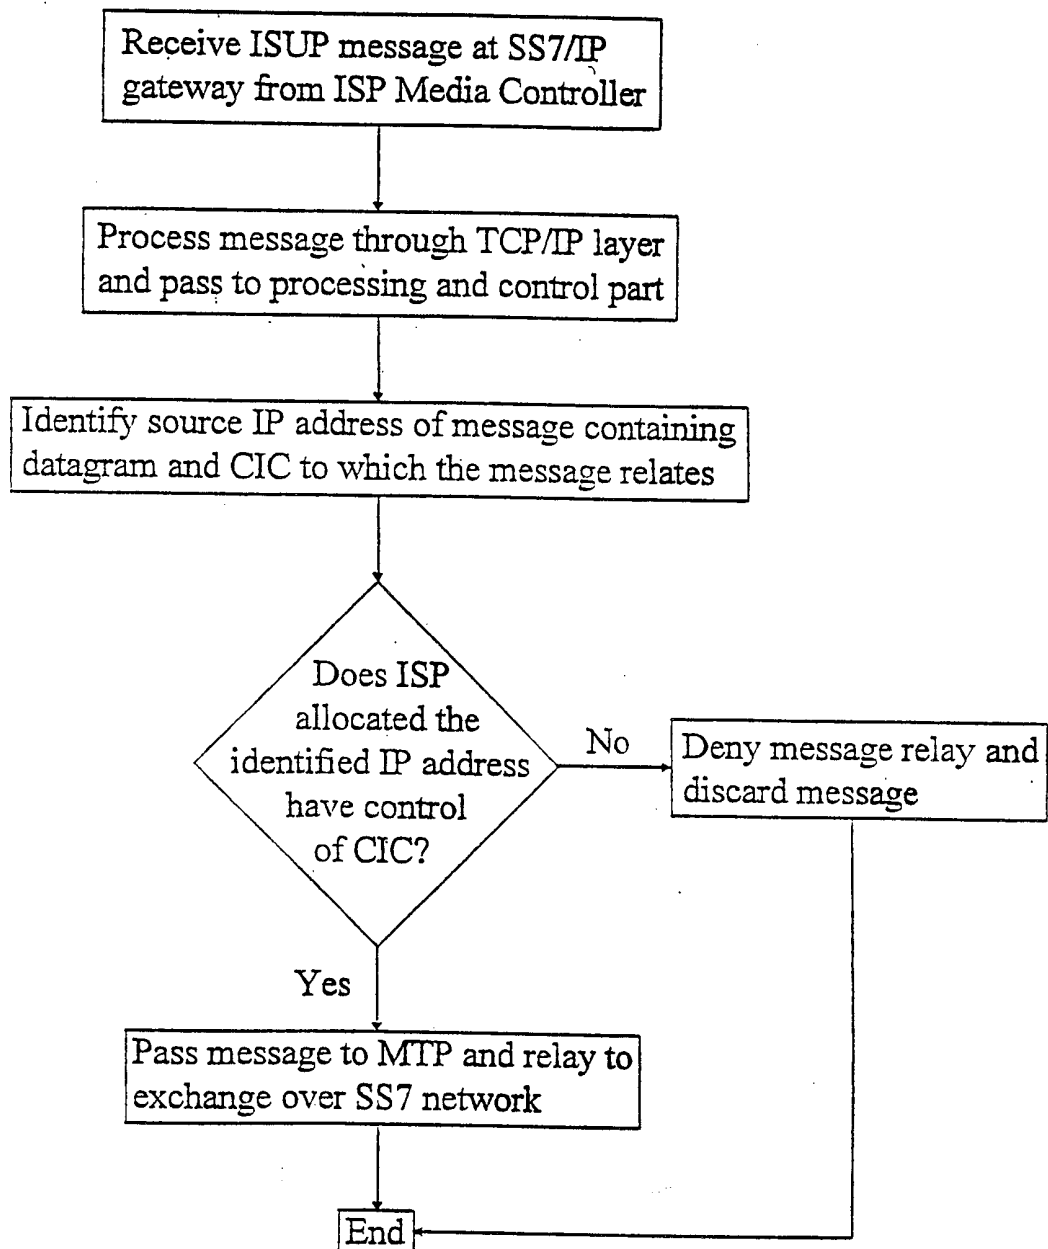 Receive ISUP message at SS7/IP
gateway from ISP Media Controller
Process message through TCP/IP layer
and pass to processing and control part
Identify source IP address of message containing
datagram and CIC to which the message relates
Does ISP
allocated the
identified IP address
have control
of CIC?
No
Deny message relay and
discard message
Yes
Pass message to MTP and relay to
exchange over SS7 network
End